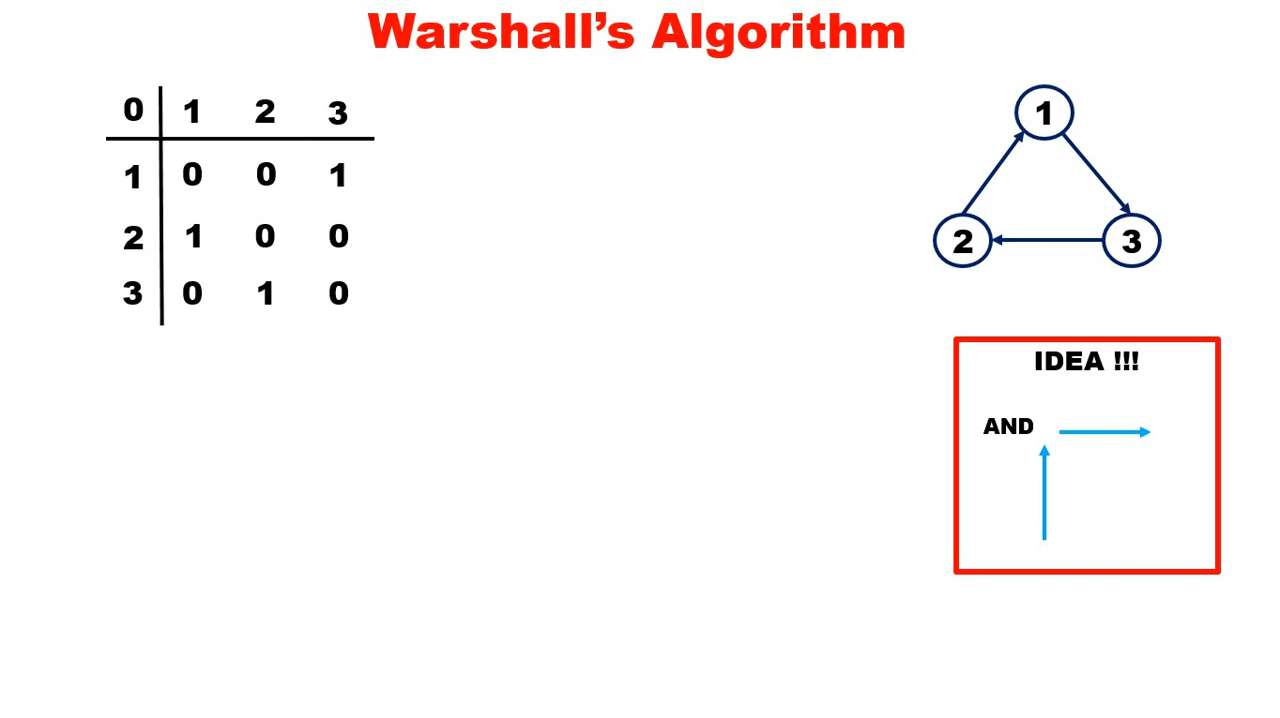 Warshall’s Algorithm
0 1 2 3
1 0 0 1
2 1 0 0
3 0 1 0
1
2 3
IDEA !!!
AND